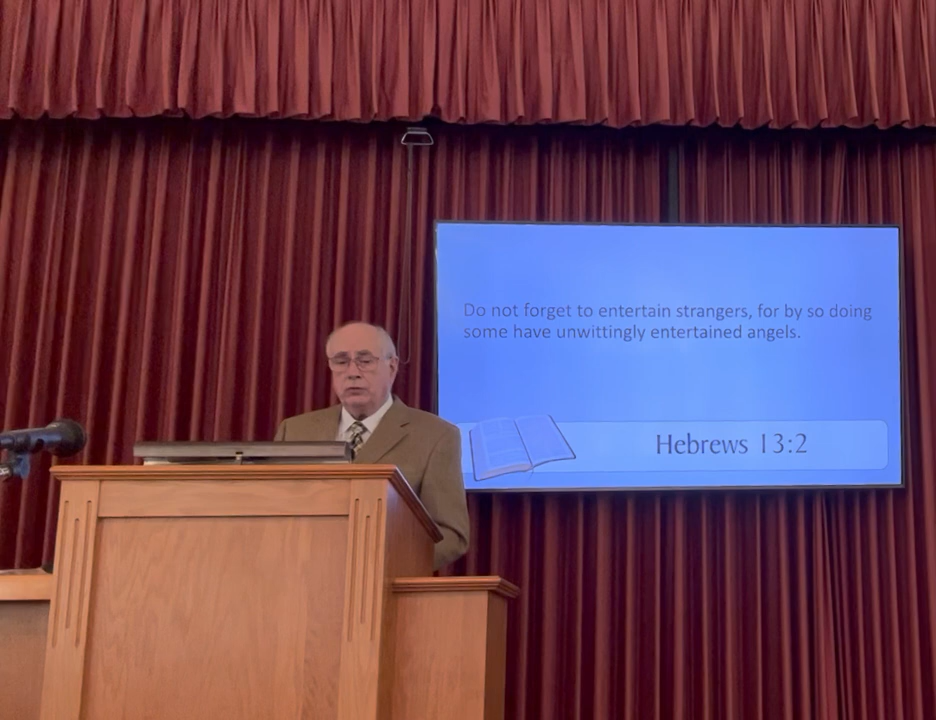 Do not forget to entertain strangers, for by so doing
some have unwittingly entertained angels.
Hebrews 13:2